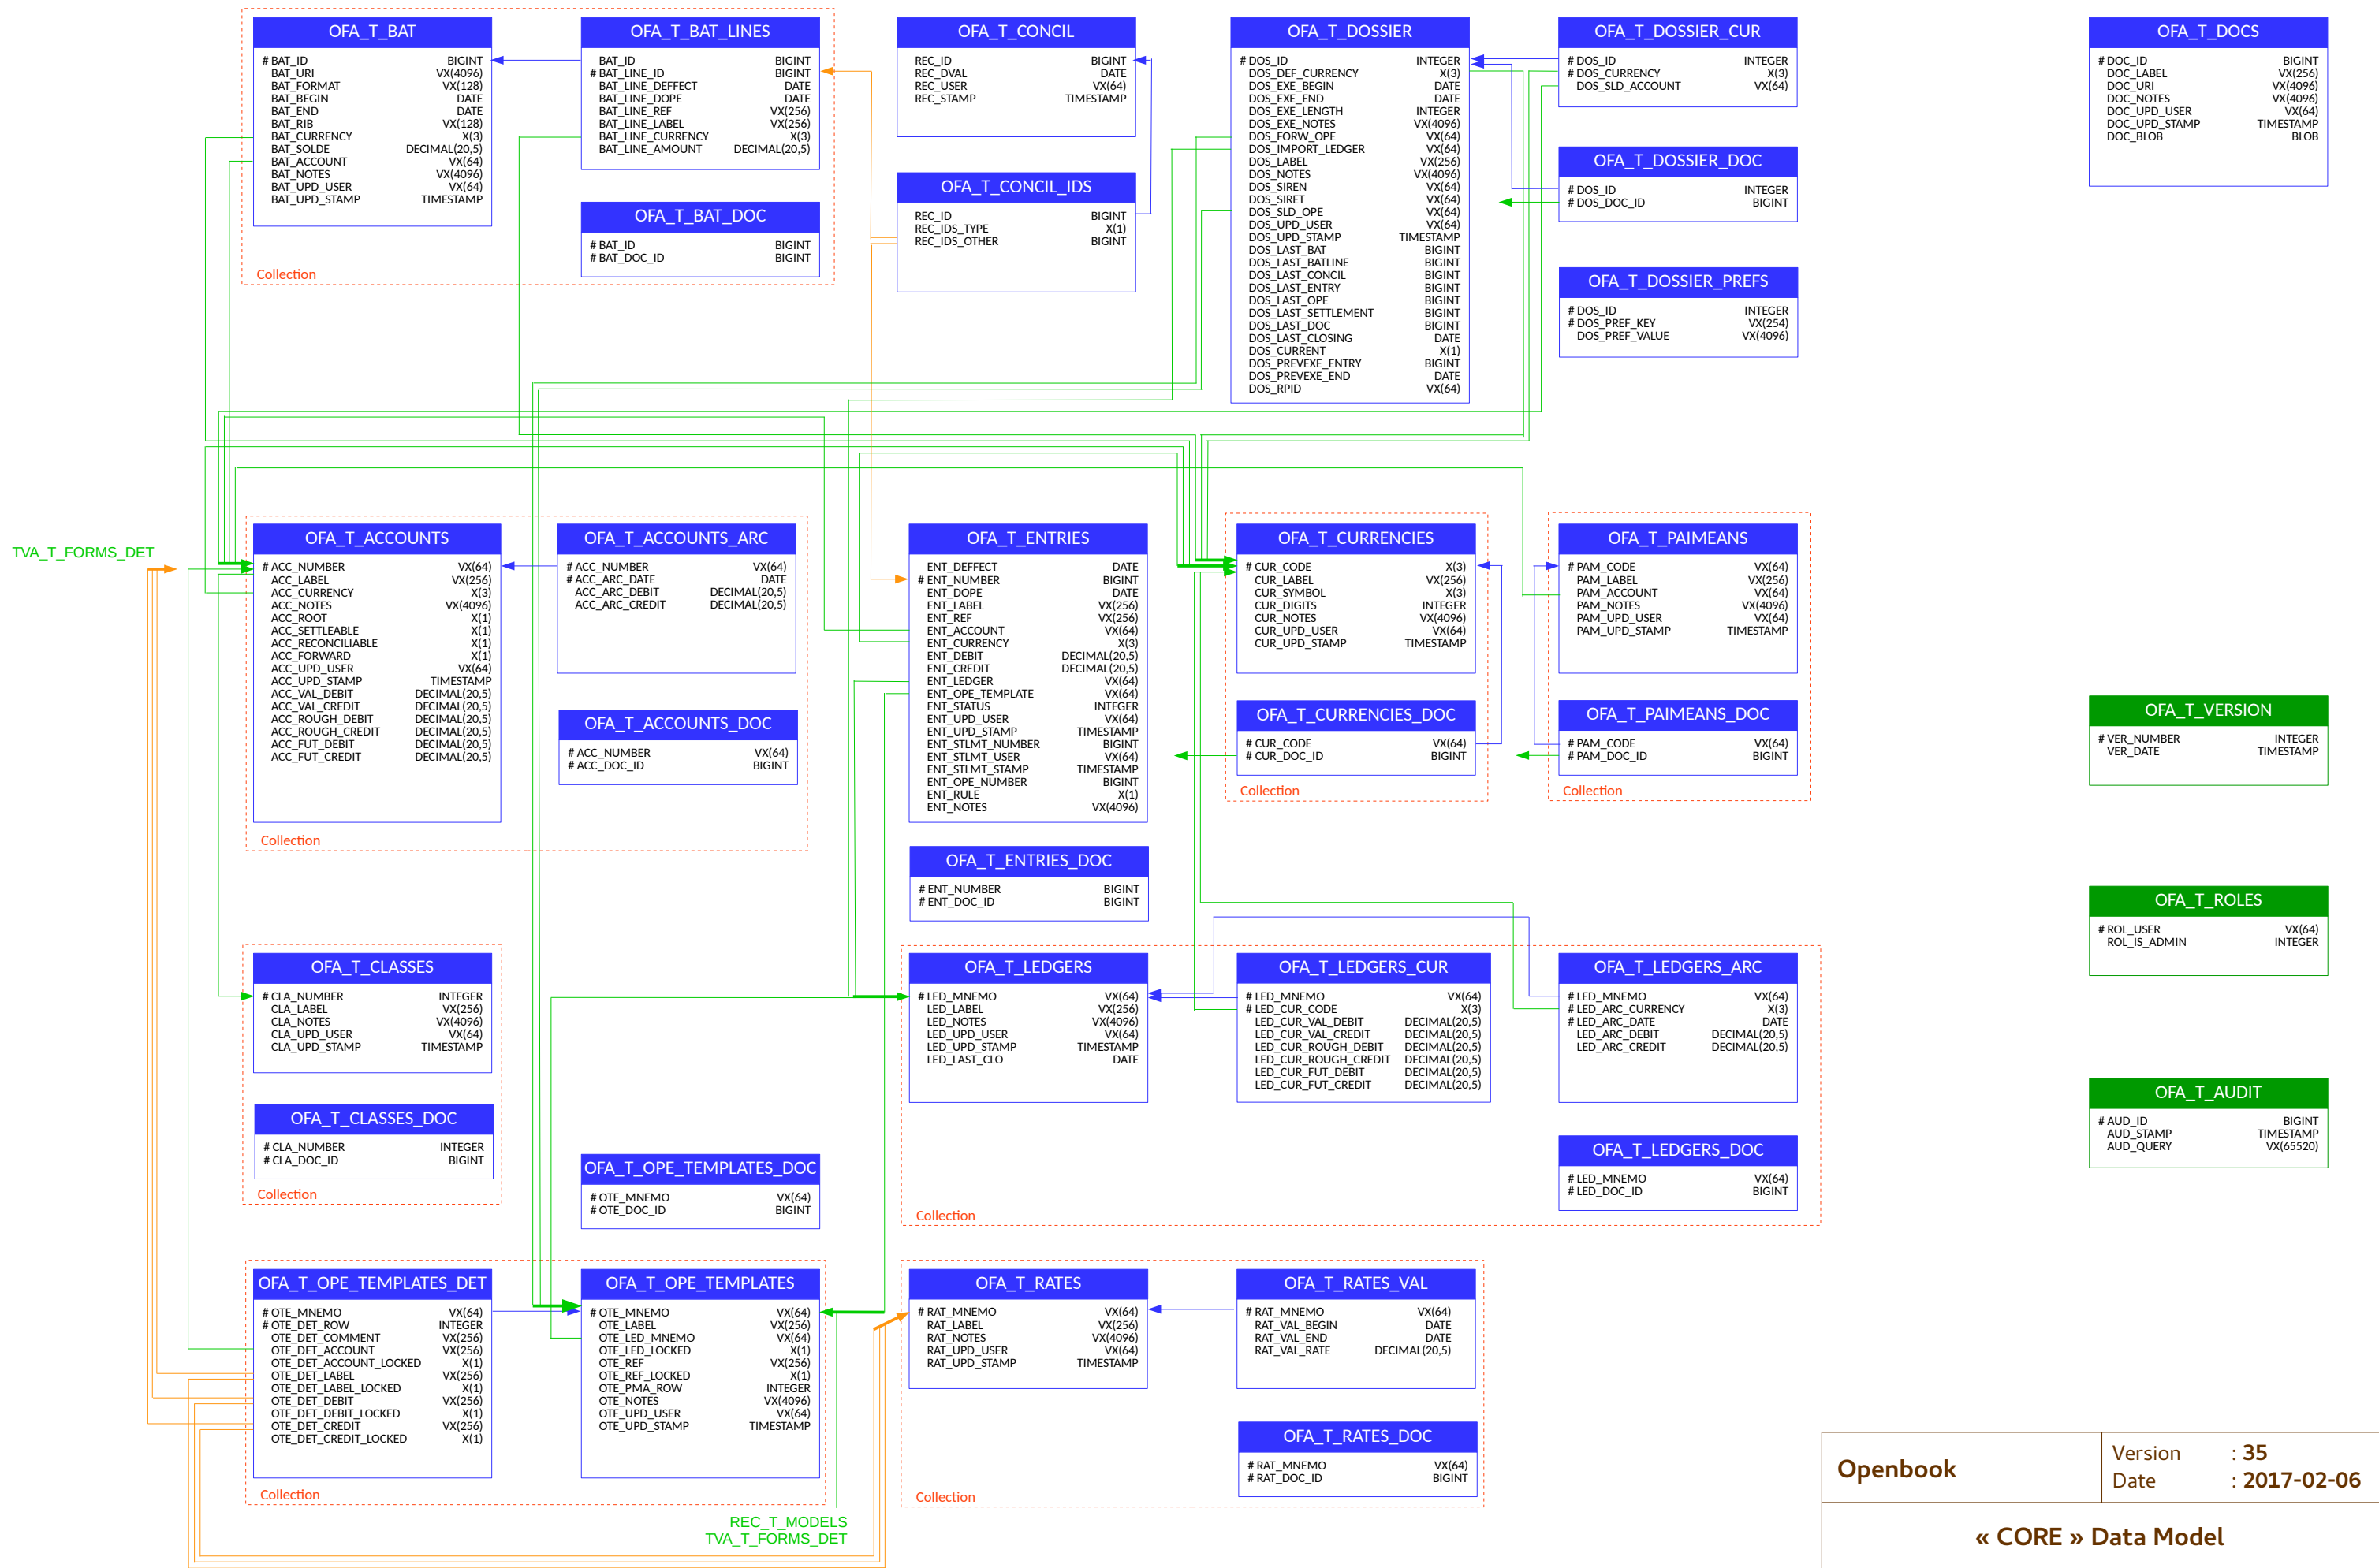 OFA_T_BAT
# BAT_ID BIGINT
BAT_URI VX(4096)
BAT_FORMAT VX(128)
BAT_BEGIN DATE
BAT_END DATE
BAT_RIB VX(128)
BAT_CURRENCY X(3)
BAT_SOLDE DECIMAL(20,5)
BAT_ACCOUNT VX(64)
BAT_NOTES VX(4096)
BAT_UPD_USER VX(64)
BAT_UPD_STAMP TIMESTAMP
OFA_T_BAT_LINES
BAT_ID BIGINT
# BAT_LINE_ID BIGINT
BAT_LINE_DEFFECT DATE
BAT_LINE_DOPE DATE
BAT_LINE_REF VX(256)
BAT_LINE_LABEL VX(256)
BAT_LINE_CURRENCY X(3)
BAT_LINE_AMOUNT DECIMAL(20,5)
OFA_T_BAT_DOC
# BAT_ID BIGINT
# BAT_DOC_ID BIGINT
Collection
OFA_T_CONCIL
REC_ID BIGINT
REC_DVAL DATE
REC_USER VX(64)
REC_STAMP TIMESTAMP
OFA_T_CONCIL_IDS
REC_ID BIGINT
REC_IDS_TYPE X(1)
REC_IDS_OTHER BIGINT
OFA_T_DOSSIER
# DOS_ID INTEGER
DOS_DEF_CURRENCY X(3)
DOS_EXE_BEGIN DATE
DOS_EXE_END DATE
DOS_EXE_LENGTH INTEGER
DOS_EXE_NOTES VX(4096)
DOS_FORW_OPE VX(64)
DOS_IMPORT_LEDGER VX(64)
DOS_LABEL VX(256)
DOS_NOTES VX(4096)
DOS_SIREN VX(64)
DOS_SIRET VX(64)
DOS_SLD_OPE VX(64)
DOS_UPD_USER VX(64)
DOS_UPD_STAMP TIMESTAMP
DOS_LAST_BAT BIGINT
DOS_LAST_BATLINE BIGINT
DOS_LAST_CONCIL BIGINT
DOS_LAST_ENTRY BIGINT
DOS_LAST_OPE BIGINT
DOS_LAST_SETTLEMENT BIGINT
DOS_LAST_DOC BIGINT
DOS_LAST_CLOSING DATE
DOS_CURRENT X(1)
DOS_PREVEXE_ENTRY BIGINT
DOS_PREVEXE_END DATE
DOS_RPID VX(64)
OFA_T_DOSSIER_CUR
# DOS_ID INTEGER
# DOS_CURRENCY X(3)
DOS_SLD_ACCOUNT VX(64)
OFA_T_DOSSIER_DOC
# DOS_ID INTEGER
# DOS_DOC_ID BIGINT
OFA_T_DOSSIER_PREFS
# DOS_ID INTEGER
# DOS_PREF_KEY VX(254)
DOS_PREF_VALUE VX(4096)
OFA_T_DOCS
# DOC_ID BIGINT
DOC_LABEL VX(256)
DOC_URI VX(4096)
DOC_NOTES VX(4096)
DOC_UPD_USER VX(64)
DOC_UPD_STAMP TIMESTAMP
DOC_BLOB BLOB
TVA_T_FORMS_DET
OFA_T_ACCOUNTS
# ACC_NUMBER VX(64)
ACC_LABEL VX(256)
ACC_CURRENCY X(3)
ACC_NOTES VX(4096)
ACC_ROOT X(1)
ACC_SETTLEABLE X(1)
ACC_RECONCILIABLE X(1)
ACC_FORWARD X(1)
ACC_UPD_USER VX(64)
ACC_UPD_STAMP TIMESTAMP
ACC_VAL_DEBIT DECIMAL(20,5)
ACC_VAL_CREDIT DECIMAL(20,5)
ACC_ROUGH_DEBIT DECIMAL(20,5)
ACC_ROUGH_CREDIT DECIMAL(20,5)
ACC_FUT_DEBIT DECIMAL(20,5)
ACC_FUT_CREDIT DECIMAL(20,5)
OFA_T_ACCOUNTS_ARC
# ACC_NUMBER VX(64)
# ACC_ARC_DATE DATE
ACC_ARC_DEBIT DECIMAL(20,5)
ACC_ARC_CREDIT DECIMAL(20,5)
OFA_T_ACCOUNTS_DOC
# ACC_NUMBER VX(64)
# ACC_DOC_ID BIGINT
Collection
OFA_T_ENTRIES
ENT_DEFFECT DATE
# ENT_NUMBER BIGINT
ENT_DOPE DATE
ENT_LABEL VX(256)
ENT_REF VX(256)
ENT_ACCOUNT VX(64)
ENT_CURRENCY X(3)
ENT_DEBIT DECIMAL(20,5)
ENT_CREDIT DECIMAL(20,5)
ENT_LEDGER VX(64)
ENT_OPE_TEMPLATE VX(64)
ENT_STATUS INTEGER
ENT_UPD_USER VX(64)
ENT_UPD_STAMP TIMESTAMP
ENT_STLMT_NUMBER BIGINT
ENT_STLMT_USER VX(64)
ENT_STLMT_STAMP TIMESTAMP
ENT_OPE_NUMBER BIGINT
ENT_RULE X(1)
ENT_NOTES VX(4096)
OFA_T_ENTRIES_DOC
# ENT_NUMBER BIGINT
# ENT_DOC_ID BIGINT
OFA_T_CURRENCIES
# CUR_CODE X(3)
CUR_LABEL VX(256)
CUR_SYMBOL X(3)
CUR_DIGITS INTEGER
CUR_NOTES VX(4096)
CUR_UPD_USER VX(64)
CUR_UPD_STAMP TIMESTAMP
OFA_T_CURRENCIES_DOC
# CUR_CODE VX(64)
# CUR_DOC_ID BIGINT
Collection
OFA_T_PAIMEANS
# PAM_CODE VX(64)
PAM_LABEL VX(256)
PAM_ACCOUNT VX(64)
PAM_NOTES VX(4096)
PAM_UPD_USER VX(64)
PAM_UPD_STAMP TIMESTAMP
OFA_T_PAIMEANS_DOC
# PAM_CODE VX(64)
# PAM_DOC_ID BIGINT
Collection
OFA_T_VERSION
# VER_NUMBER INTEGER
VER_DATE TIMESTAMP
OFA_T_ROLES
# ROL_USER VX(64)
ROL_IS_ADMIN INTEGER
OFA_T_AUDIT
# AUD_ID BIGINT
AUD_STAMP TIMESTAMP
AUD_QUERY VX(65520)
OFA_T_CLASSES
# CLA_NUMBER INTEGER
CLA_LABEL VX(256)
CLA_NOTES VX(4096)
CLA_UPD_USER VX(64)
CLA_UPD_STAMP TIMESTAMP
OFA_T_CLASSES_DOC
# CLA_NUMBER INTEGER
# CLA_DOC_ID BIGINT
Collection
OFA_T_LEDGERS
# LED_MNEMO VX(64)
LED_LABEL VX(256)
LED_NOTES VX(4096)
LED_UPD_USER VX(64)
LED_UPD_STAMP TIMESTAMP
LED_LAST_CLO DATE
OFA_T_LEDGERS_CUR
# LED_MNEMO VX(64)
# LED_CUR_CODE X(3)
LED_CUR_VAL_DEBIT DECIMAL(20,5)
LED_CUR_VAL_CREDIT DECIMAL(20,5)
LED_CUR_ROUGH_DEBIT DECIMAL(20,5)
LED_CUR_ROUGH_CREDIT DECIMAL(20,5)
LED_CUR_FUT_DEBIT DECIMAL(20,5)
LED_CUR_FUT_CREDIT DECIMAL(20,5)
OFA_T_LEDGERS_ARC
# LED_MNEMO VX(64)
# LED_ARC_CURRENCY X(3)
# LED_ARC_DATE DATE
LED_ARC_DEBIT DECIMAL(20,5)
LED_ARC_CREDIT DECIMAL(20,5)
OFA_T_LEDGERS_DOC
# LED_MNEMO VX(64)
# LED_DOC_ID BIGINT
Collection
OFA_T_OPE_TEMPLATES_DOC
# OTE_MNEMO VX(64)
# OTE_DOC_ID BIGINT
OFA_T_OPE_TEMPLATES_DET
# OTE_MNEMO VX(64)
# OTE_DET_ROW INTEGER
OTE_DET_COMMENT VX(256)
OTE_DET_ACCOUNT VX(256)
OTE_DET_ACCOUNT_LOCKED X(1)
OTE_DET_LABEL VX(256)
OTE_DET_LABEL_LOCKED X(1)
OTE_DET_DEBIT VX(256)
OTE_DET_DEBIT_LOCKED X(1)
OTE_DET_CREDIT VX(256)
OTE_DET_CREDIT_LOCKED X(1)
OFA_T_OPE_TEMPLATES
# OTE_MNEMO VX(64)
OTE_LABEL VX(256)
OTE_LED_MNEMO VX(64)
OTE_LED_LOCKED X(1)
OTE_REF VX(256)
OTE_REF_LOCKED X(1)
OTE_PMA_ROW INTEGER
OTE_NOTES VX(4096)
OTE_UPD_USER VX(64)
OTE_UPD_STAMP TIMESTAMP
Collection
REC_T_MODELS
TVA_T_FORMS_DET
OFA_T_RATES
# RAT_MNEMO VX(64)
RAT_LABEL VX(256)
RAT_NOTES VX(4096)
RAT_UPD_USER VX(64)
RAT_UPD_STAMP TIMESTAMP
OFA_T_RATES_VAL
# RAT_MNEMO VX(64)
RAT_VAL_BEGIN DATE
RAT_VAL_END DATE
RAT_VAL_RATE DECIMAL(20,5)
OFA_T_RATES_DOC
# RAT_MNEMO VX(64)
# RAT_DOC_ID BIGINT
Collection
Openbook
Version : 35
Date : 2017-02-06
« CORE » Data Model